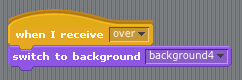 when I receive over
switch to background background4